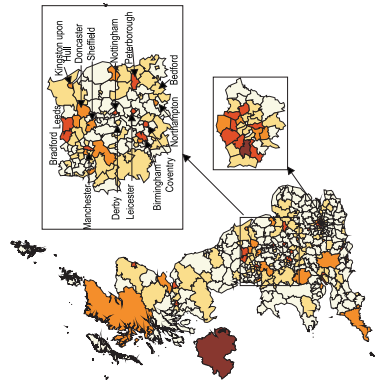 Kingston upon
Hull
Doncaster
Sheffield
Nottingham
Peterborough
Bedford
Bradford Leeds
Manchester
Derby
Leicester
Birmingham
Coventry
Northampton